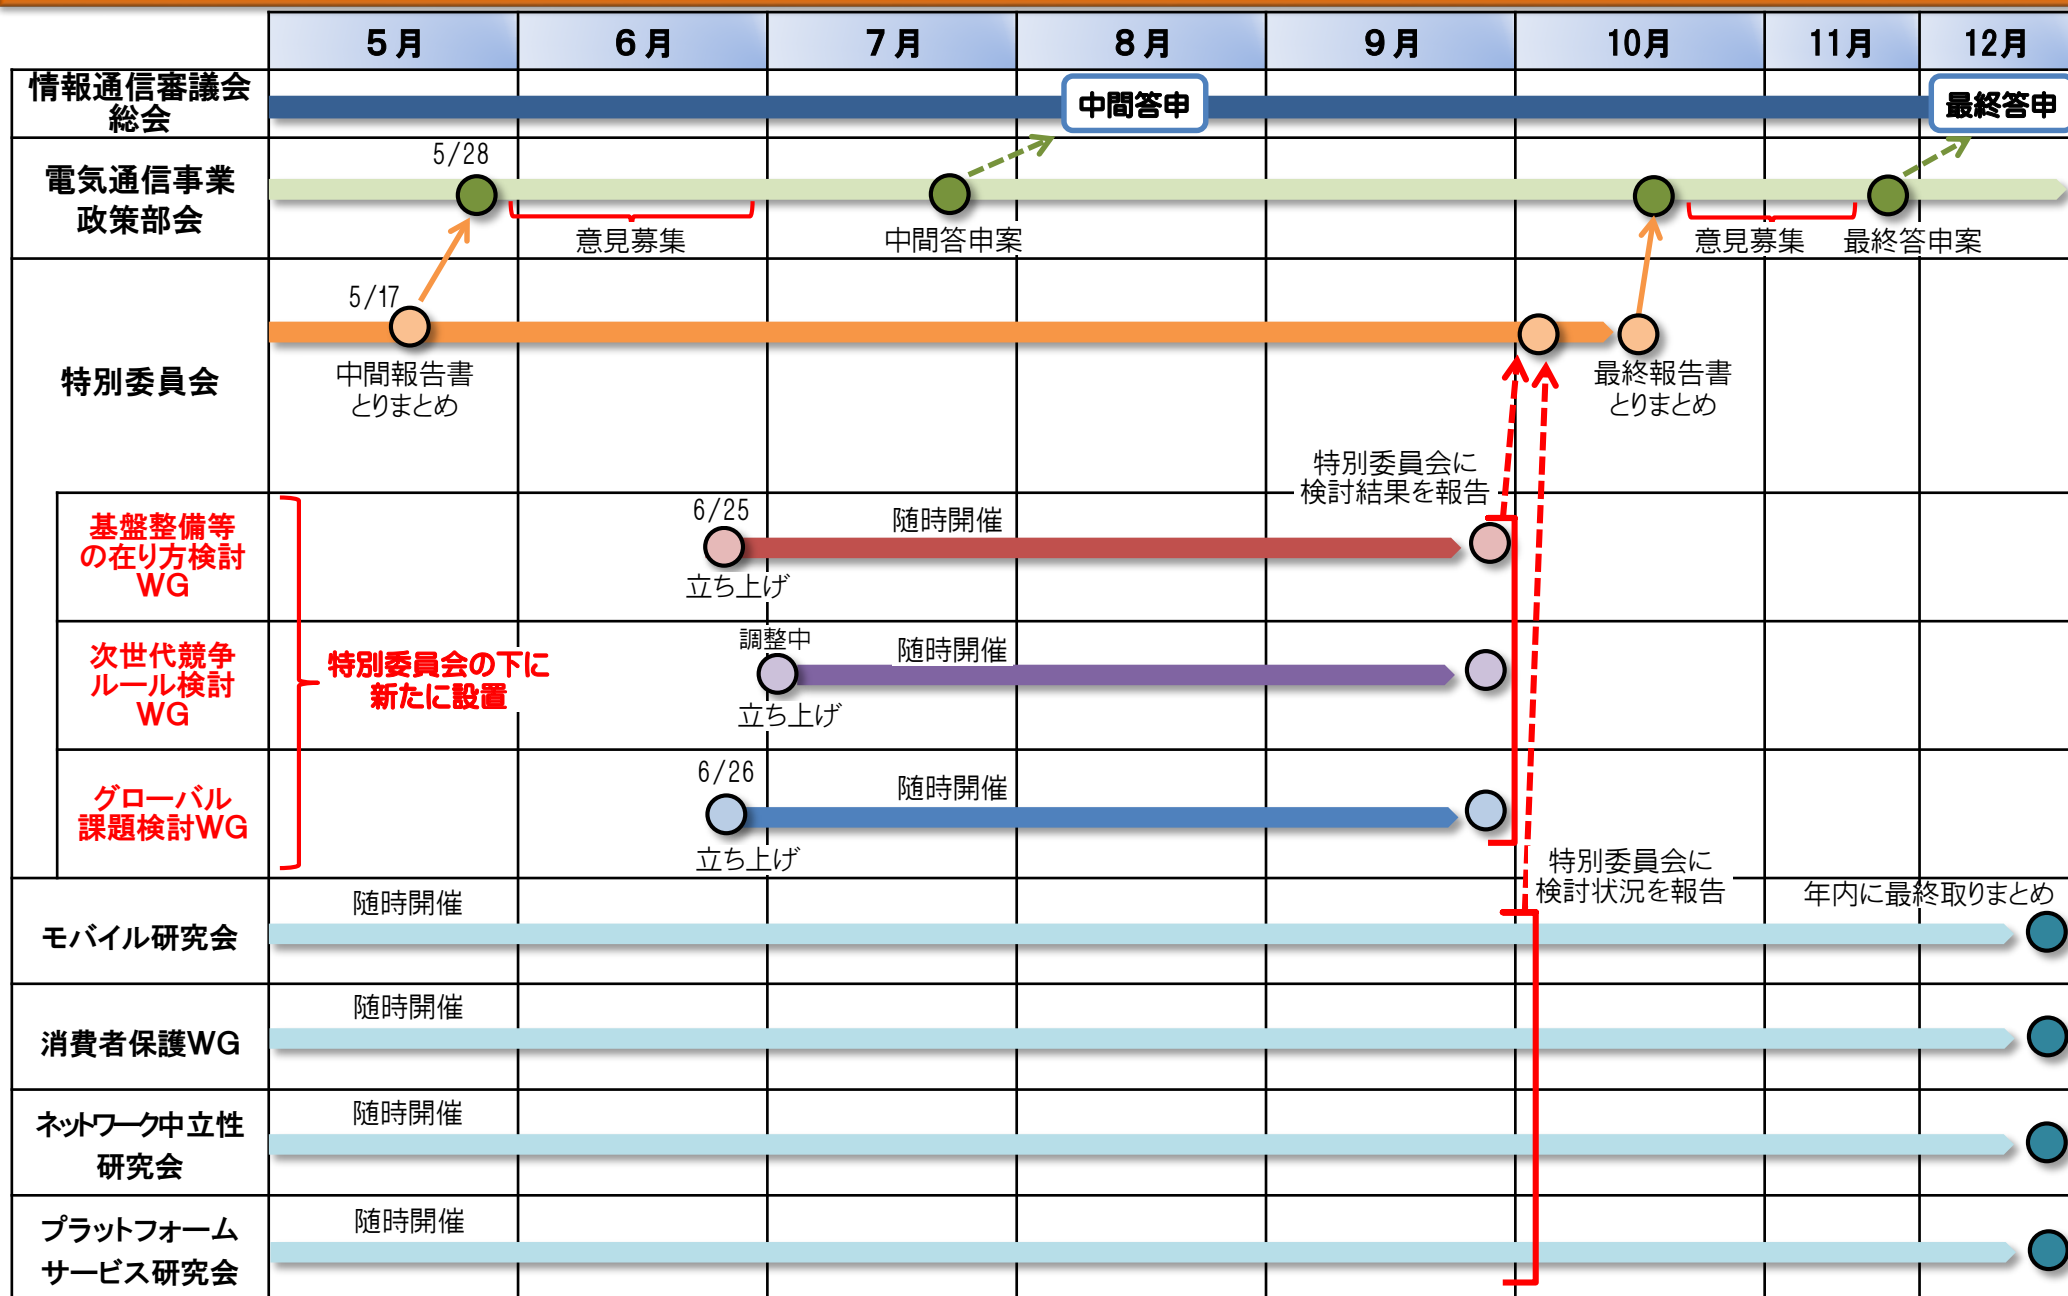 5月
6月
7月
8月
9月
10月
11月
12月
情報通信審議会
総会
中間答申
最終答申
電気通信事業
政策部会
5/28
意見募集
中間答申案
意見募集
最終答申案
特別委員会
5/17
中間報告書
とりまとめ
最終報告書
とりまとめ
特別委員会に
検討結果を報告
基盤整備等
の在り方検討
WG
6/25
立ち上げ
随時開催
次世代競争
ルール検討
WG
特別委員会の下に
新たに設置
調整中
立ち上げ
随時開催
グローバル
課題検討WG
6/26
立ち上げ
随時開催
特別委員会に
検討状況を報告
年内に最終取りまとめ
モバイル研究会
随時開催
消費者保護WG
随時開催
ネットワーク中立性
研究会
随時開催
プラットフォーム
サービス研究会
随時開催